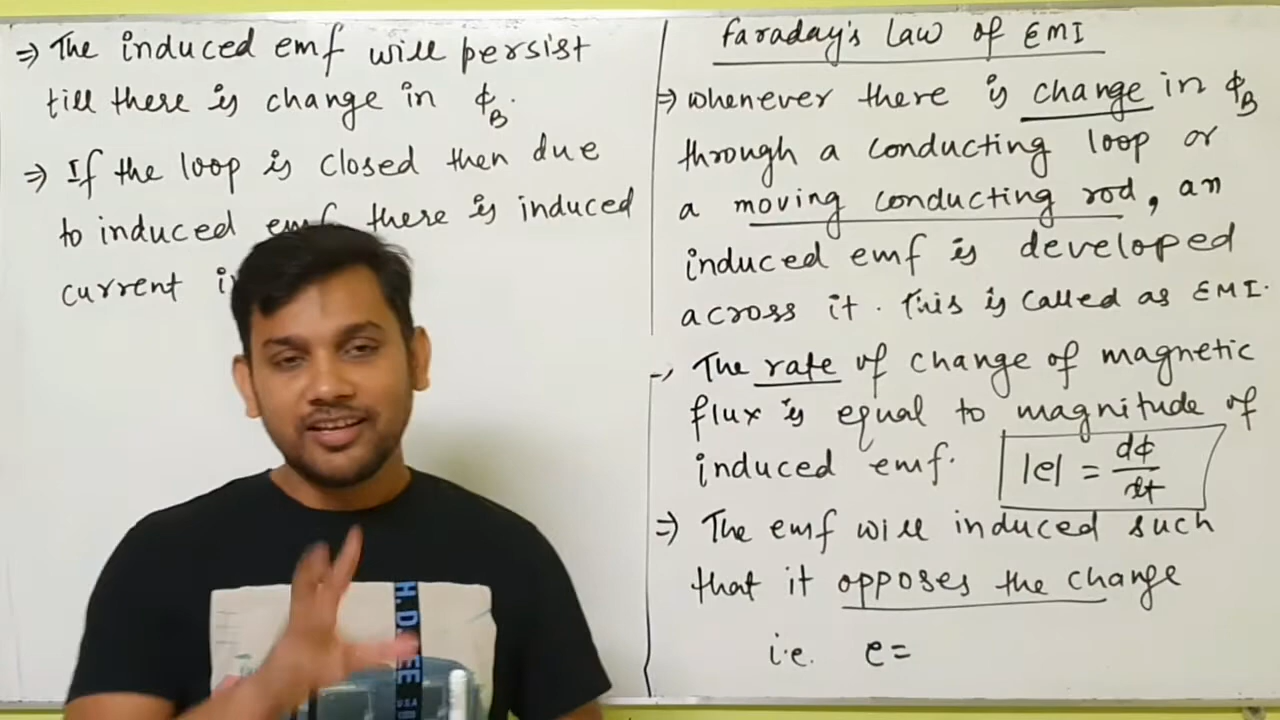 ⇒ The induced emf will persist
till there is change in ϕ_B.
⇒ If the loop is closed then due
to induced emf there is induced
current
Faraday's Law of EMI
⇒ whenever there is change in ϕ_B
through a conducting loop or
a moving conducting rod, an
induced emf is developed
across it. This is called as EMI.
→ The rate of change of magnetic
flux is equal to magnitude of
induced emf. |e| = dϕ/dt
⇒ The emf will induced such
that it opposes the change
i.e. e=
USA